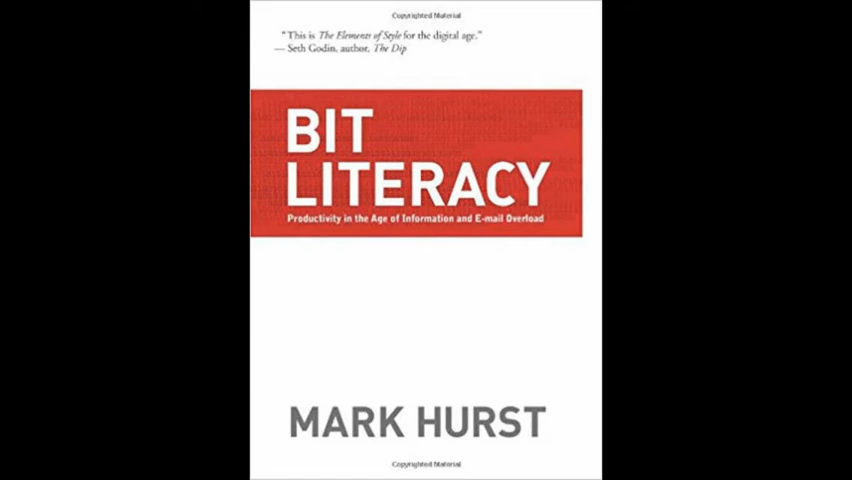 Copyrighted Material
"This is The Elements of Style for the digital age."
— Seth Godin, author, The Dip
BIT
LITERACY
Productivity in the Age of Information and E-mail Overload
MARK HURST
Copyrighted Material